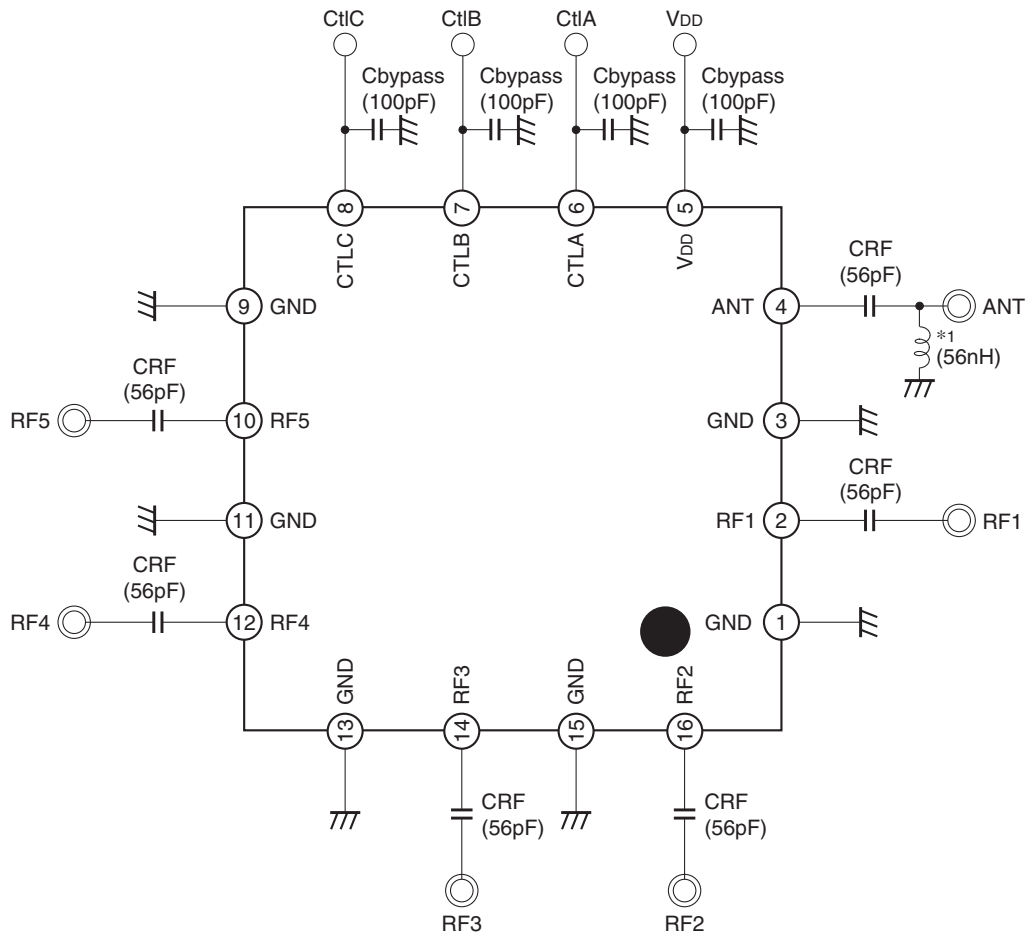 CtlC
CtlB
CtlA
VDD
Cbypass
(100pF)
Cbypass
(100pF)
Cbypass
(100pF)
Cbypass
(100pF)
8
7
6
5
CTLC
CTLB
CTLA
VDD
9
GND
ANT
4
CRF
(56pF)
ANT
*1
(56nH)
RF5
CRF
(56pF)
10
RF5
GND
3
11
GND
RF1
2
CRF
(56pF)
RF1
RF4
CRF
(56pF)
12
RF4
GND
1
GND
RF3
GND
RF2
13
14
15
16
CRF
(56pF)
CRF
(56pF)
RF3
RF2